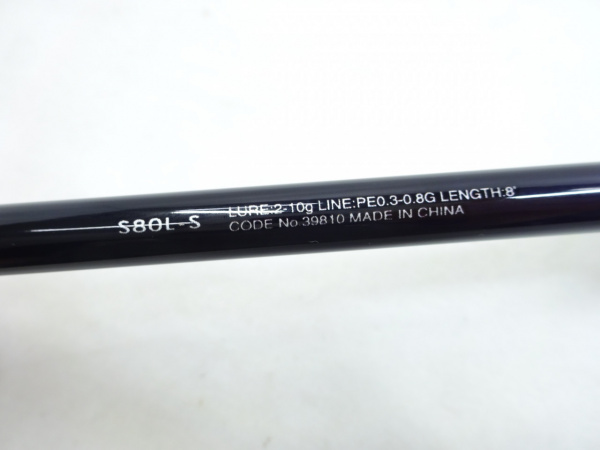 S80L-S
LURE:2-10g LINE:PE0.3-0.8G LENGTH:8'
CODE No 39810 MADE IN CHINA